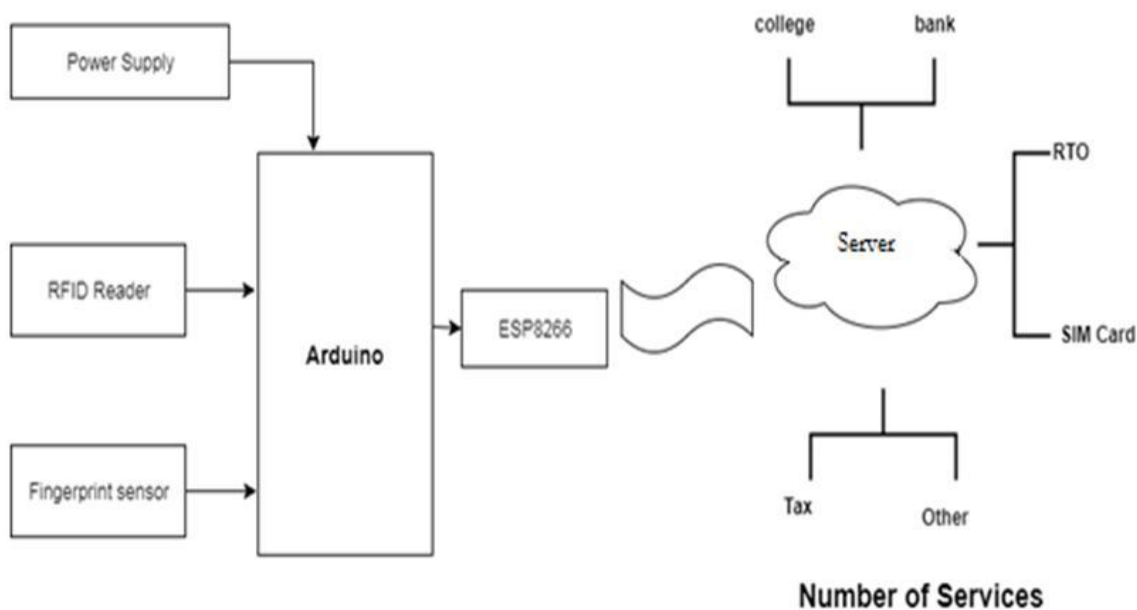 college
bank
Power Supply
RTO
Server
RFID Reader
ESP8266
Arduino
SIM Card
Fingerprint sensor
Tax
Other
Number of Services